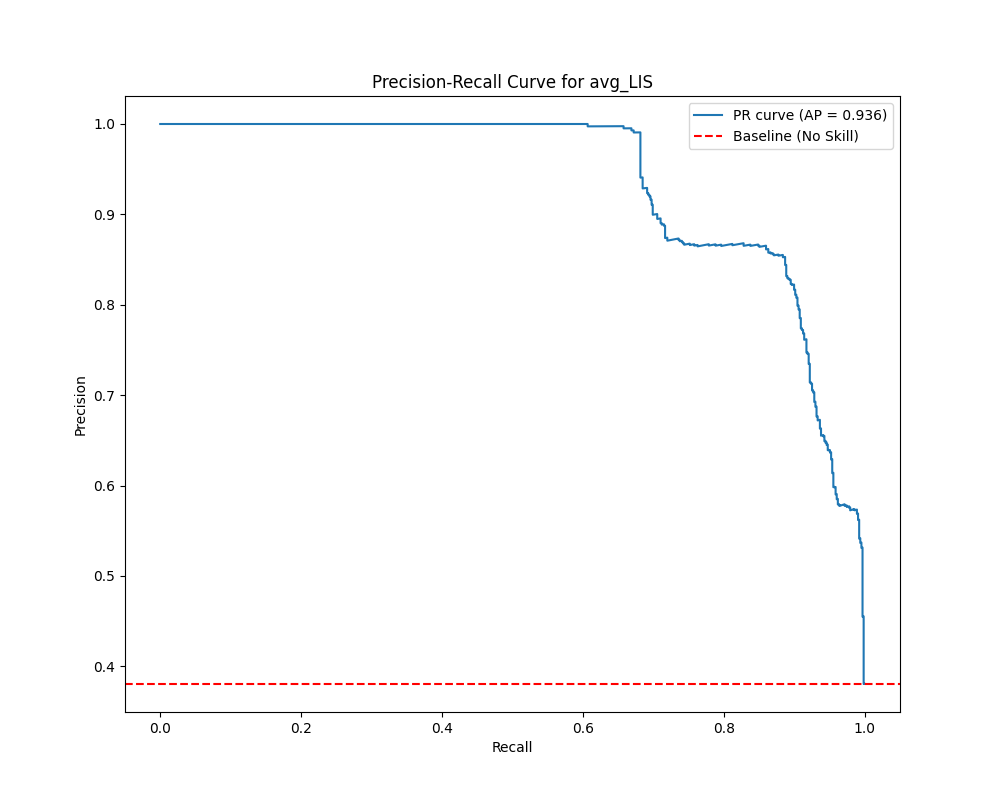 Precision-Recall Curve for avg_LIS
PR curve (AP = 0.936)
Baseline (No Skill)
Precision
1.0
0.9
0.8
0.7
0.6
0.5
0.4
0.0 0.2 0.4 0.6 0.8 1.0
Recall